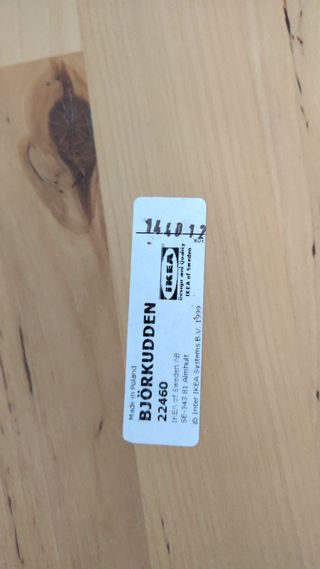 Made in Poland
BJÖRKUDDEN
22460
IKEA of Sweden AB
SE-343 81 Älmhult
© Inter IKEA Systems B.V. 1999
IKEA
Design and Quality
IKEA of Sweden